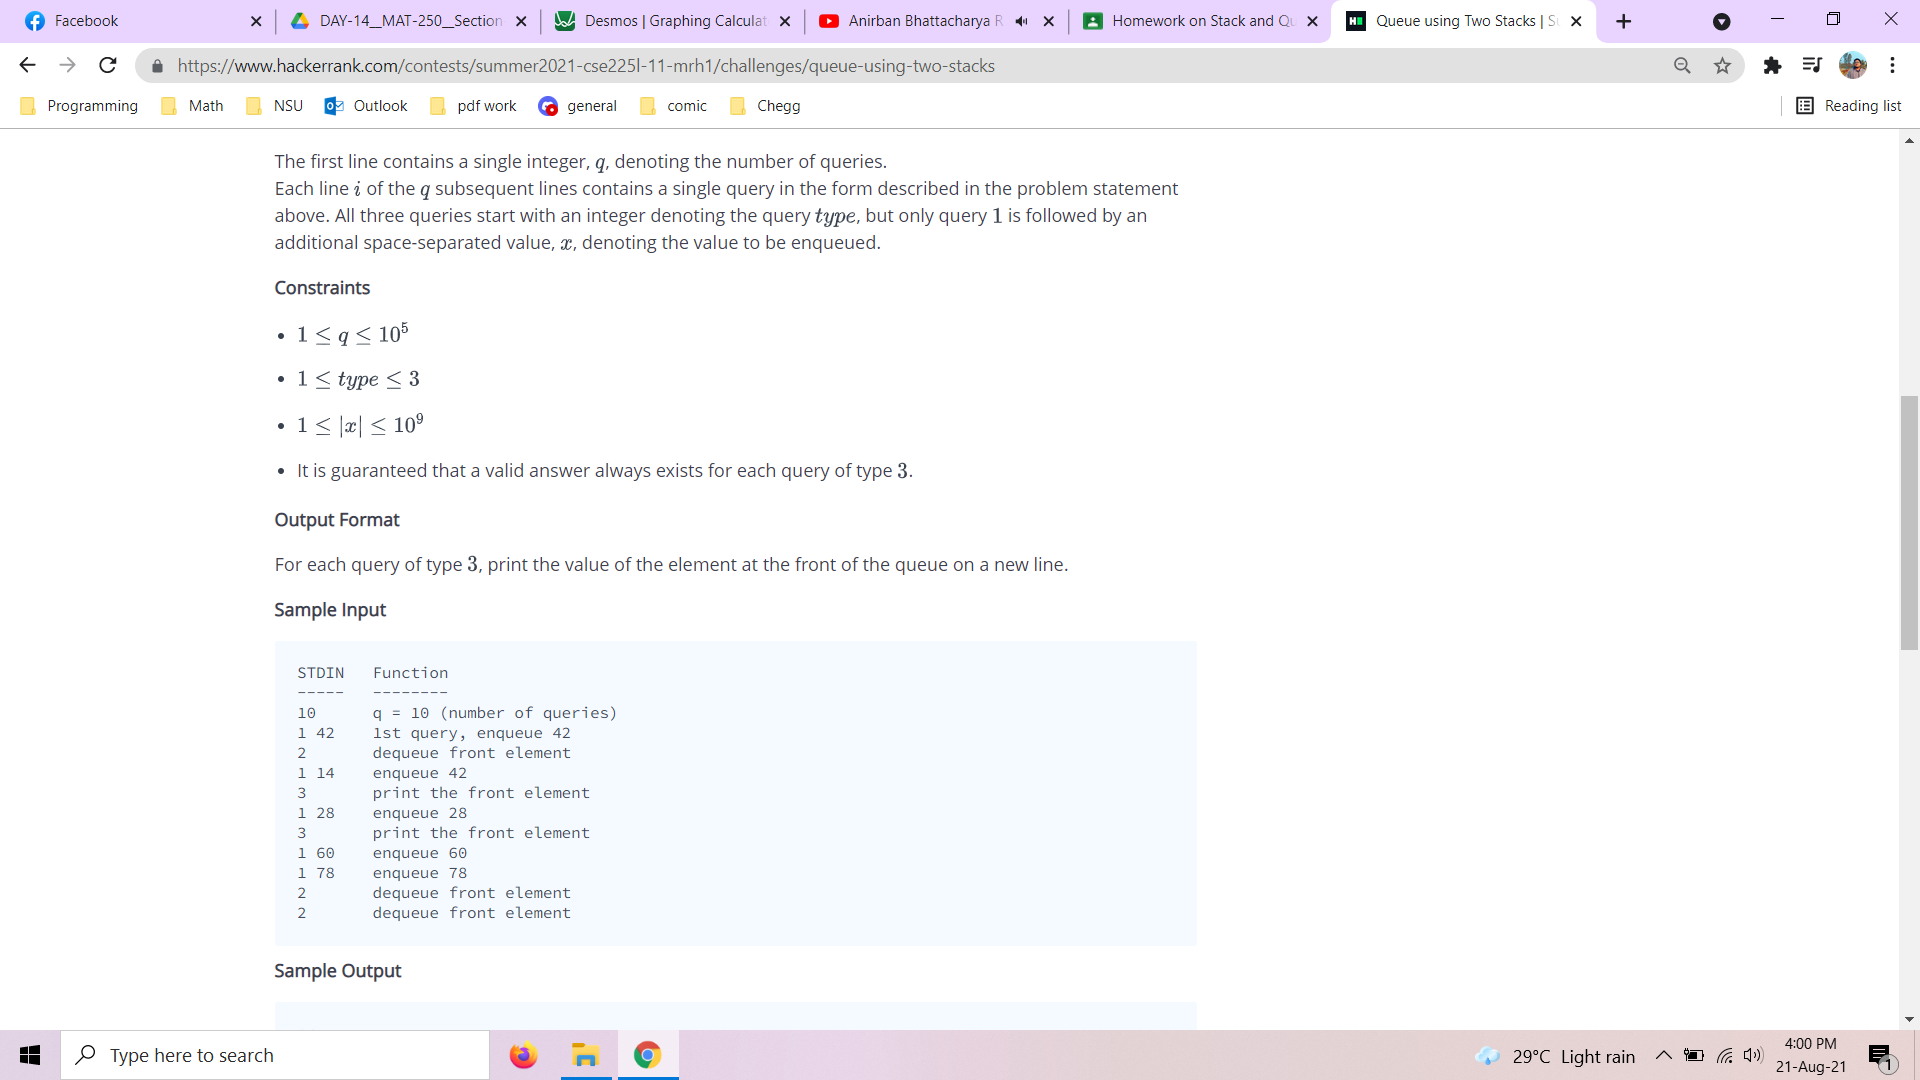 Facebook
DAY-14__MAT-250__Section
Desmos | Graphing Calculat
Anirban Bhattacharya R
Homework on Stack and Qu
Queue using Two Stacks | S
https://www.hackerrank.com/contests/summer2021-cse225l-11-mrh1/challenges/queue-using-two-stacks
Programming
Math
NSU
Outlook
pdf work
general
comic
Chegg
Reading list
The first line contains a single integer, q, denoting the number of queries.
Each line i of the q subsequent lines contains a single query in the form described in the problem statement
above. All three queries start with an integer denoting the query type, but only query 1 is followed by an
additional space-separated value, x, denoting the value to be enqueued.
Constraints
• 1 ≤ q ≤ 10⁵
• 1 ≤ type ≤ 3
• 1 ≤ |x| ≤ 10⁹
• It is guaranteed that a valid answer always exists for each query of type 3.
Output Format
For each query of type 3, print the value of the element at the front of the queue on a new line.
Sample Input
STDIN   Function
-----   --------
10      q = 10 (number of queries)
1 42    1st query, enqueue 42
2       dequeue front element
1 14    enqueue 42
3       print the front element
1 28    enqueue 28
3       print the front element
1 60    enqueue 60
1 78    enqueue 78
2       dequeue front element
2       dequeue front element
Sample Output
Type here to search
29°C Light rain
4:00 PM
21-Aug-21
1